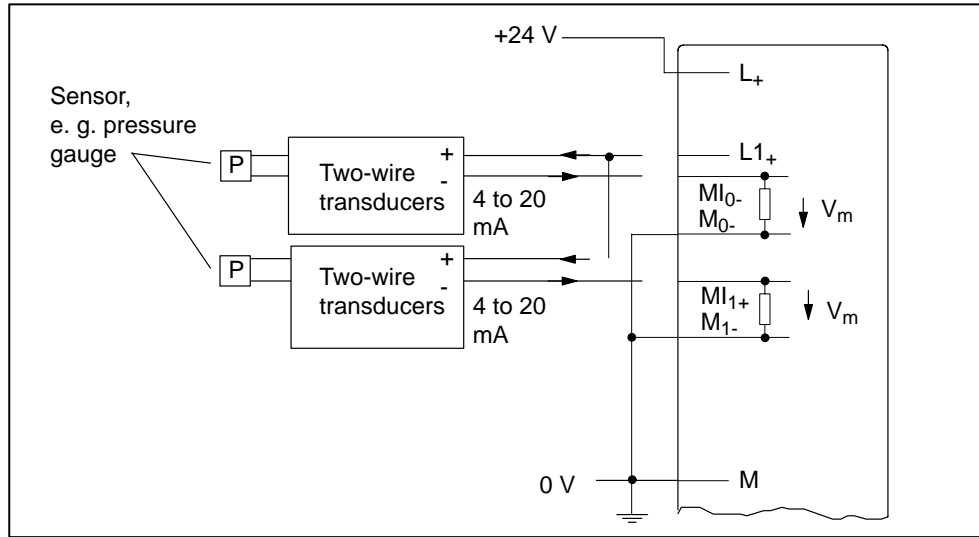 +24 V
L+
Sensor,
e. g. pressure
gauge
P
Two-wire
transducers
+
-
4 to 20
mA
L1+
MI0-
M0-
Vm
P
Two-wire
transducers
+
-
4 to 20
mA
MI1+
M1-
Vm
0 V
M